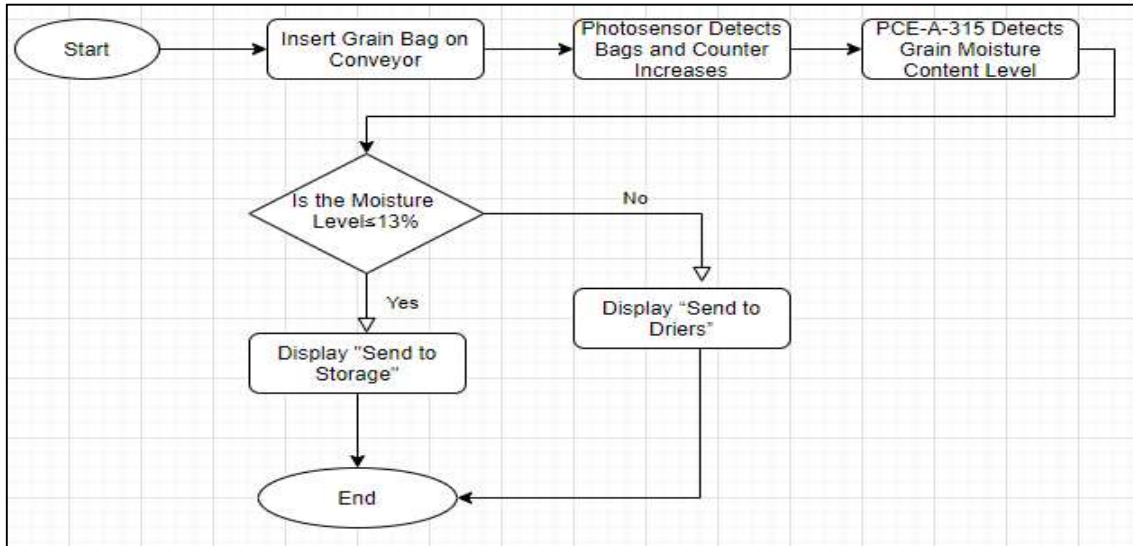 Start
Insert Grain Bag on
Conveyor
Photosensor Detects
Bags and Counter
Increases
PCE-A-315 Detects
Grain Moisture
Content Level
Is the Moisture
Level≤13%
No
Yes
Display “Send to
Driers”
Display "Send to
Storage"
End